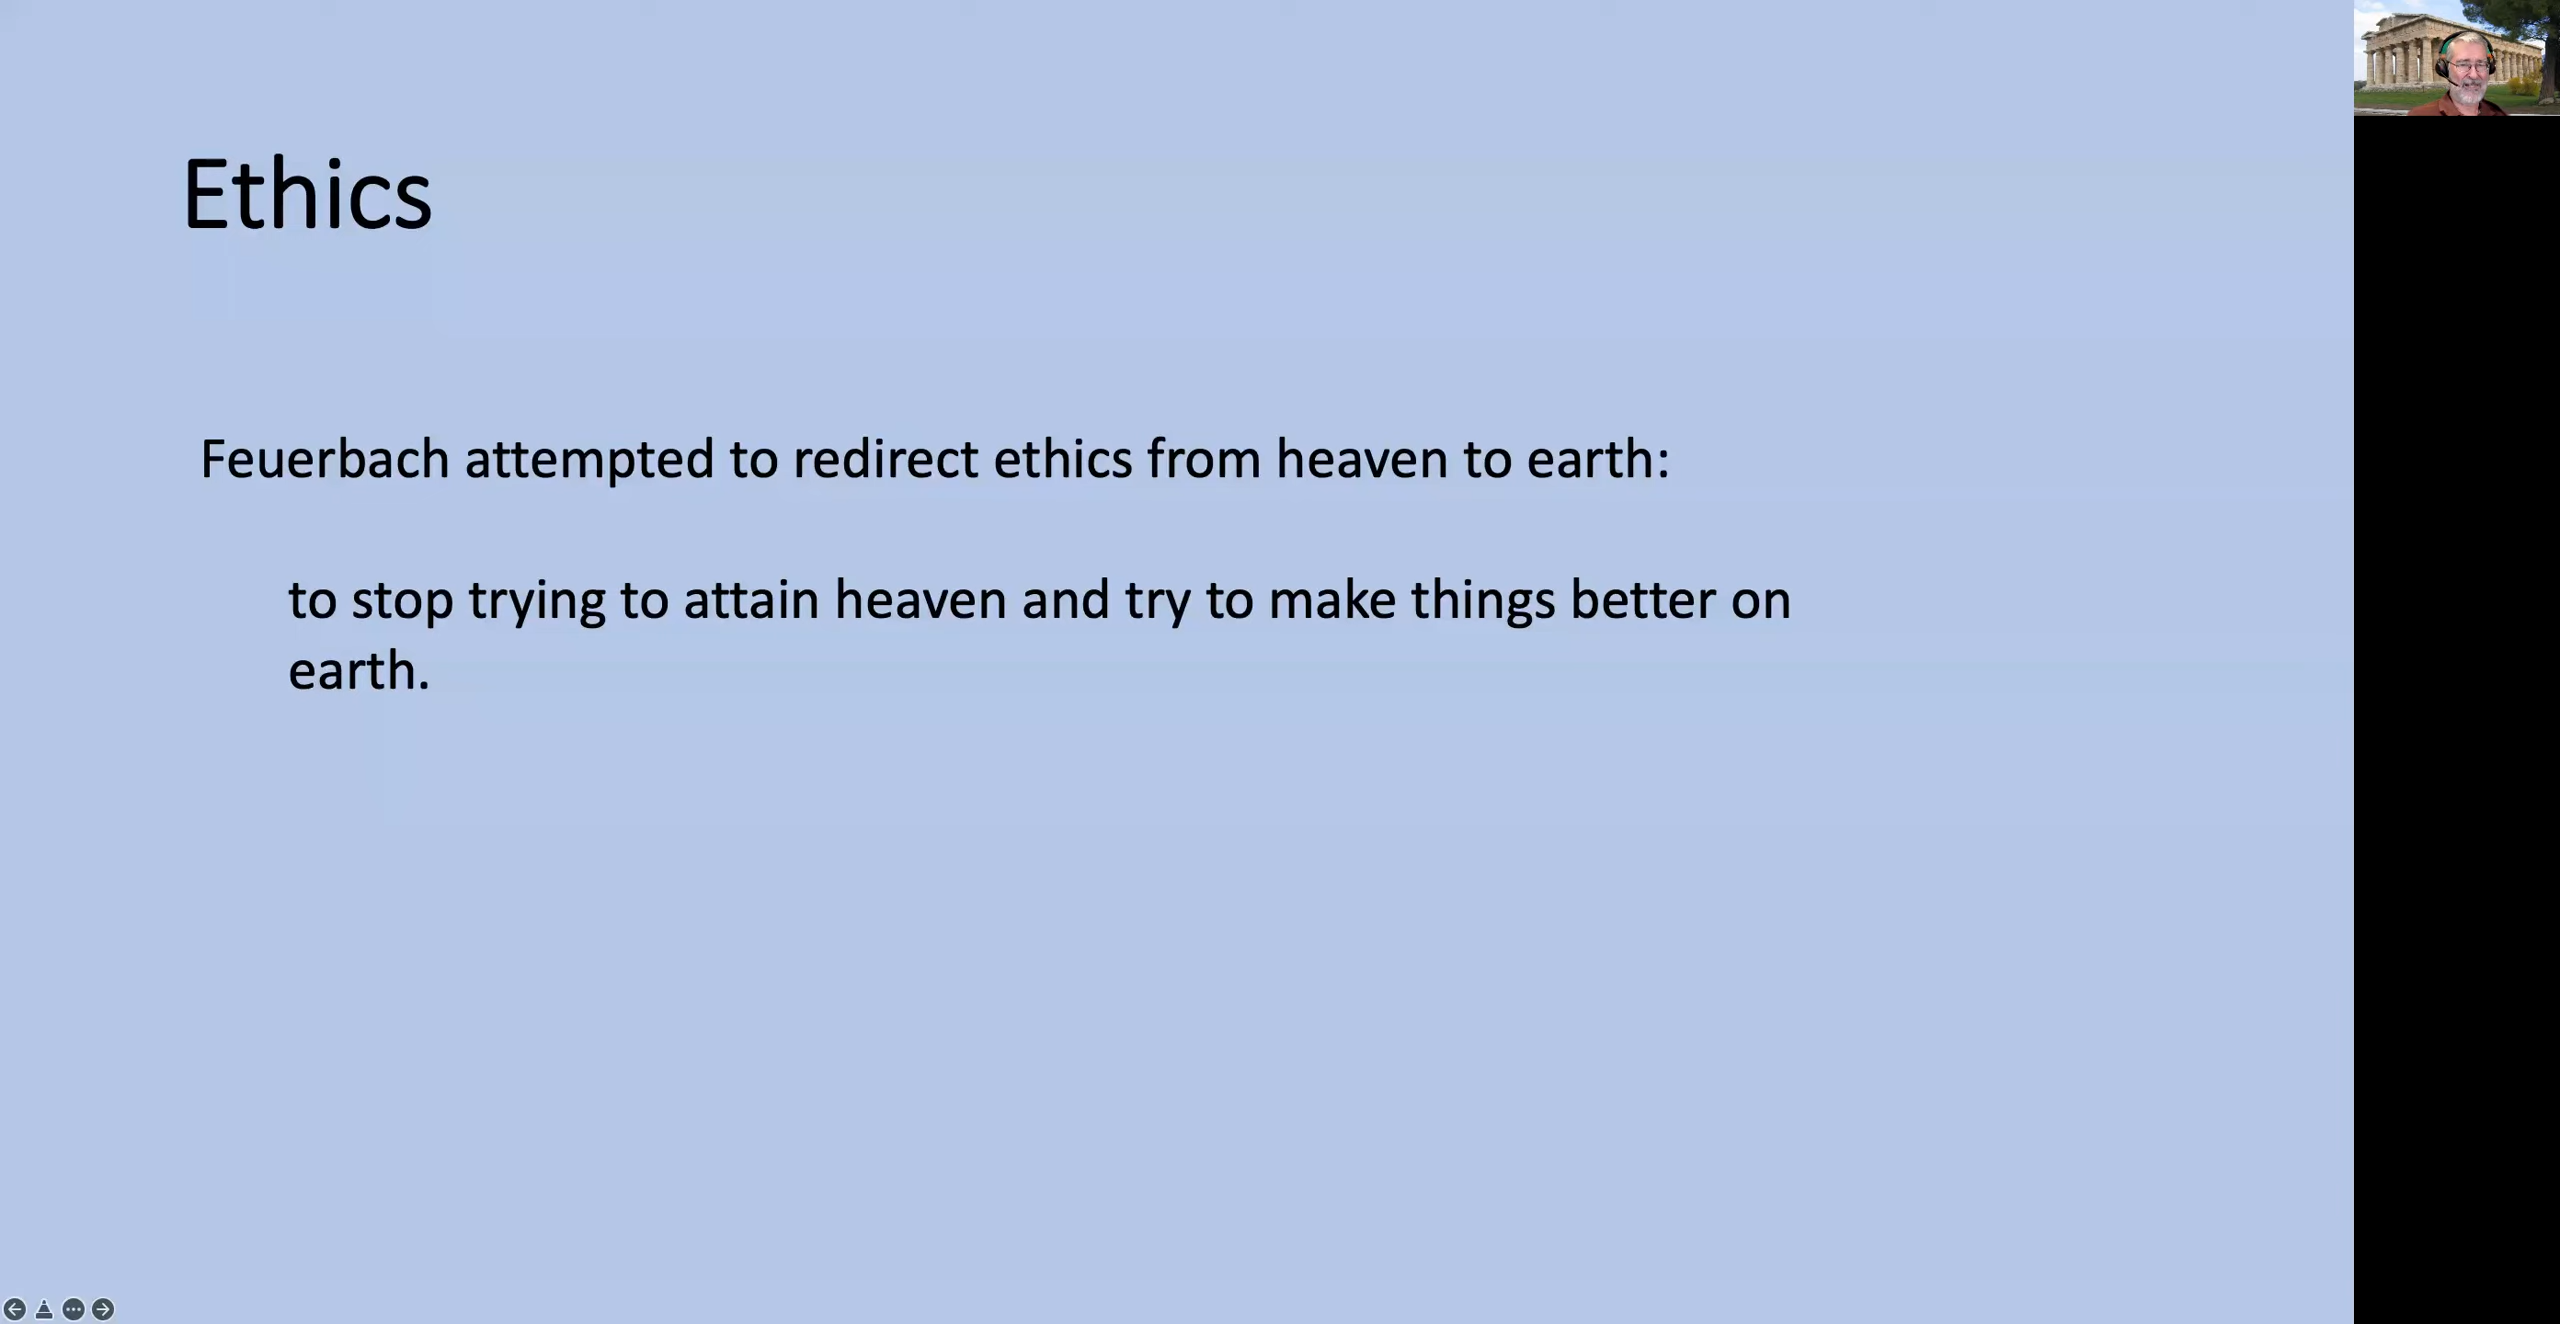 Ethics
Feuerbach attempted to redirect ethics from heaven to earth:
to stop trying to attain heaven and try to make things better on
earth.